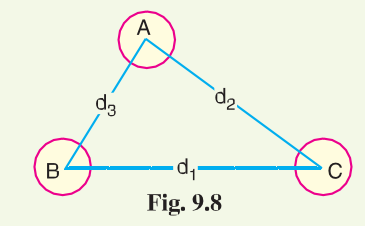 A
d₃ d₂
B d₁ C
Fig. 9.8